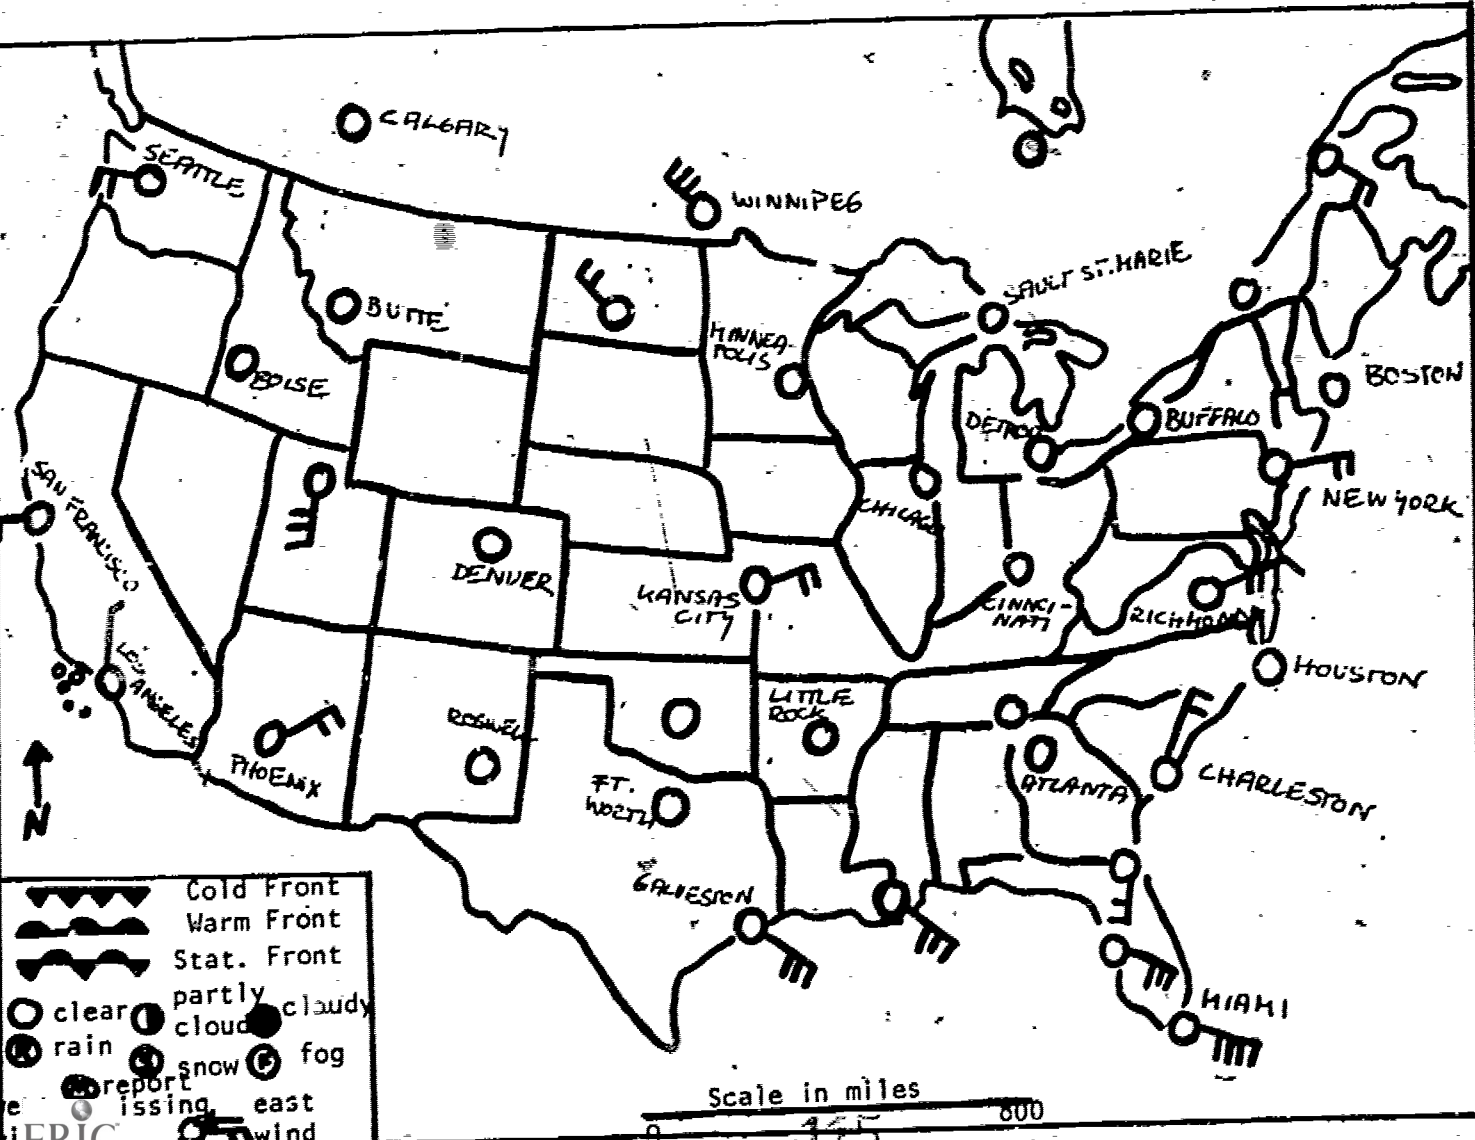 CALGARY
SEATTLE
WINNIPEG
SAULT ST. MARIE
BUTTE
MINNEA-
POLIS
BOISE
BOSTON
BUFFALO
DETROIT
SAN FRANCISCO
NEW YORK
CHICAGO
DENVER
KANSAS
CITY
CINNCI-
NATI
RICHMOND
LOS
ANGELES
HOUSTON
LITTLE
ROCK
ROSWELL
PHOENIX
FT.
WORTH
ATLANTA
CHARLESTON
N
GALVESTON
MIAMI
Cold Front
Warm Front
Stat. Front
clear
partly
cloudy
cloudy
R rain
S snow
F fog
M report
issing
east
wind
ERIC
Scale in miles
0 800